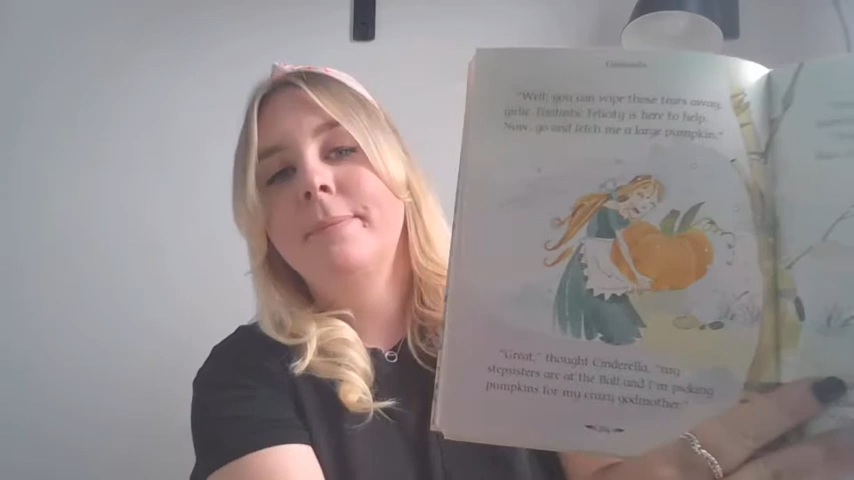 Cinderella
"Well, you can wipe those tears away,
girlie. Fantastic Felicity is here to help.
Now, go and fetch me a large pumpkin."
"Great," thought Cinderella, "my
stepsisters are at the Ball and I'm picking
pumpkins for my crazy godmother."